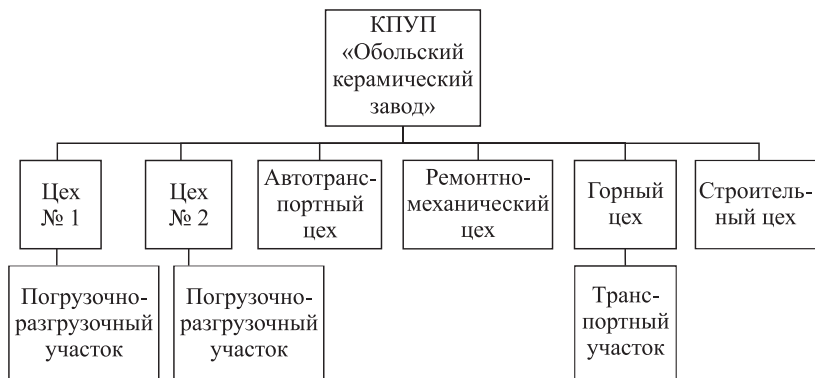 КПУП
«Обольский
керамический
завод»
Цех
№ 1
Цех
№ 2
Автотранс-
портный
цех
Ремонтно-
механический
цех
Горный
цех
Строитель-
ный цех
Погрузочно-
разгрузочный
участок
Погрузочно-
разгрузочный
участок
Транс-
портный
участок